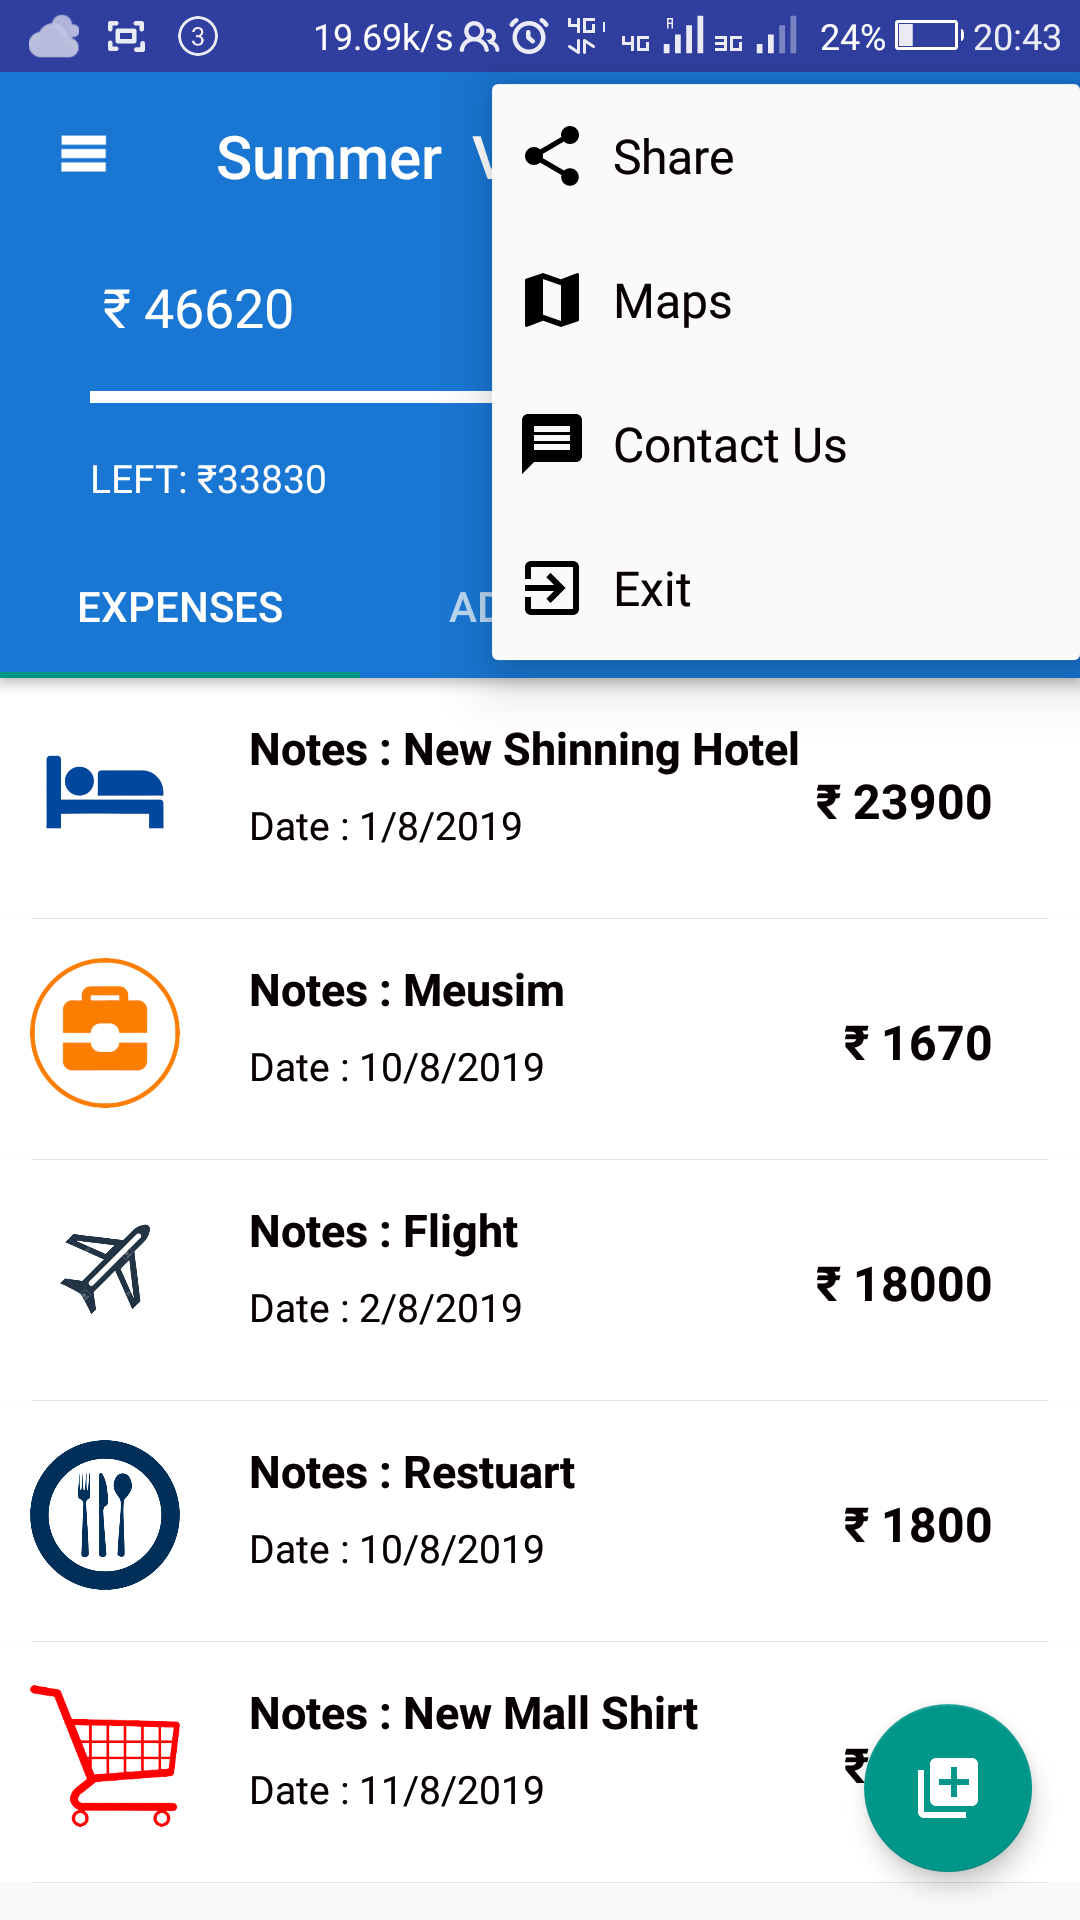 3 19.69k/s 4G 4G R 3G 24% 20:43
Summer
Share
₹ 46620
Maps
LEFT: ₹33830
Contact Us
EXPENSES
Exit
Notes : New Shinning Hotel
₹ 23900
Date : 1/8/2019
Notes : Meusim
₹ 1670
Date : 10/8/2019
Notes : Flight
₹ 18000
Date : 2/8/2019
Notes : Restuart
₹ 1800
Date : 10/8/2019
Notes : New Mall Shirt
₹
Date : 11/8/2019